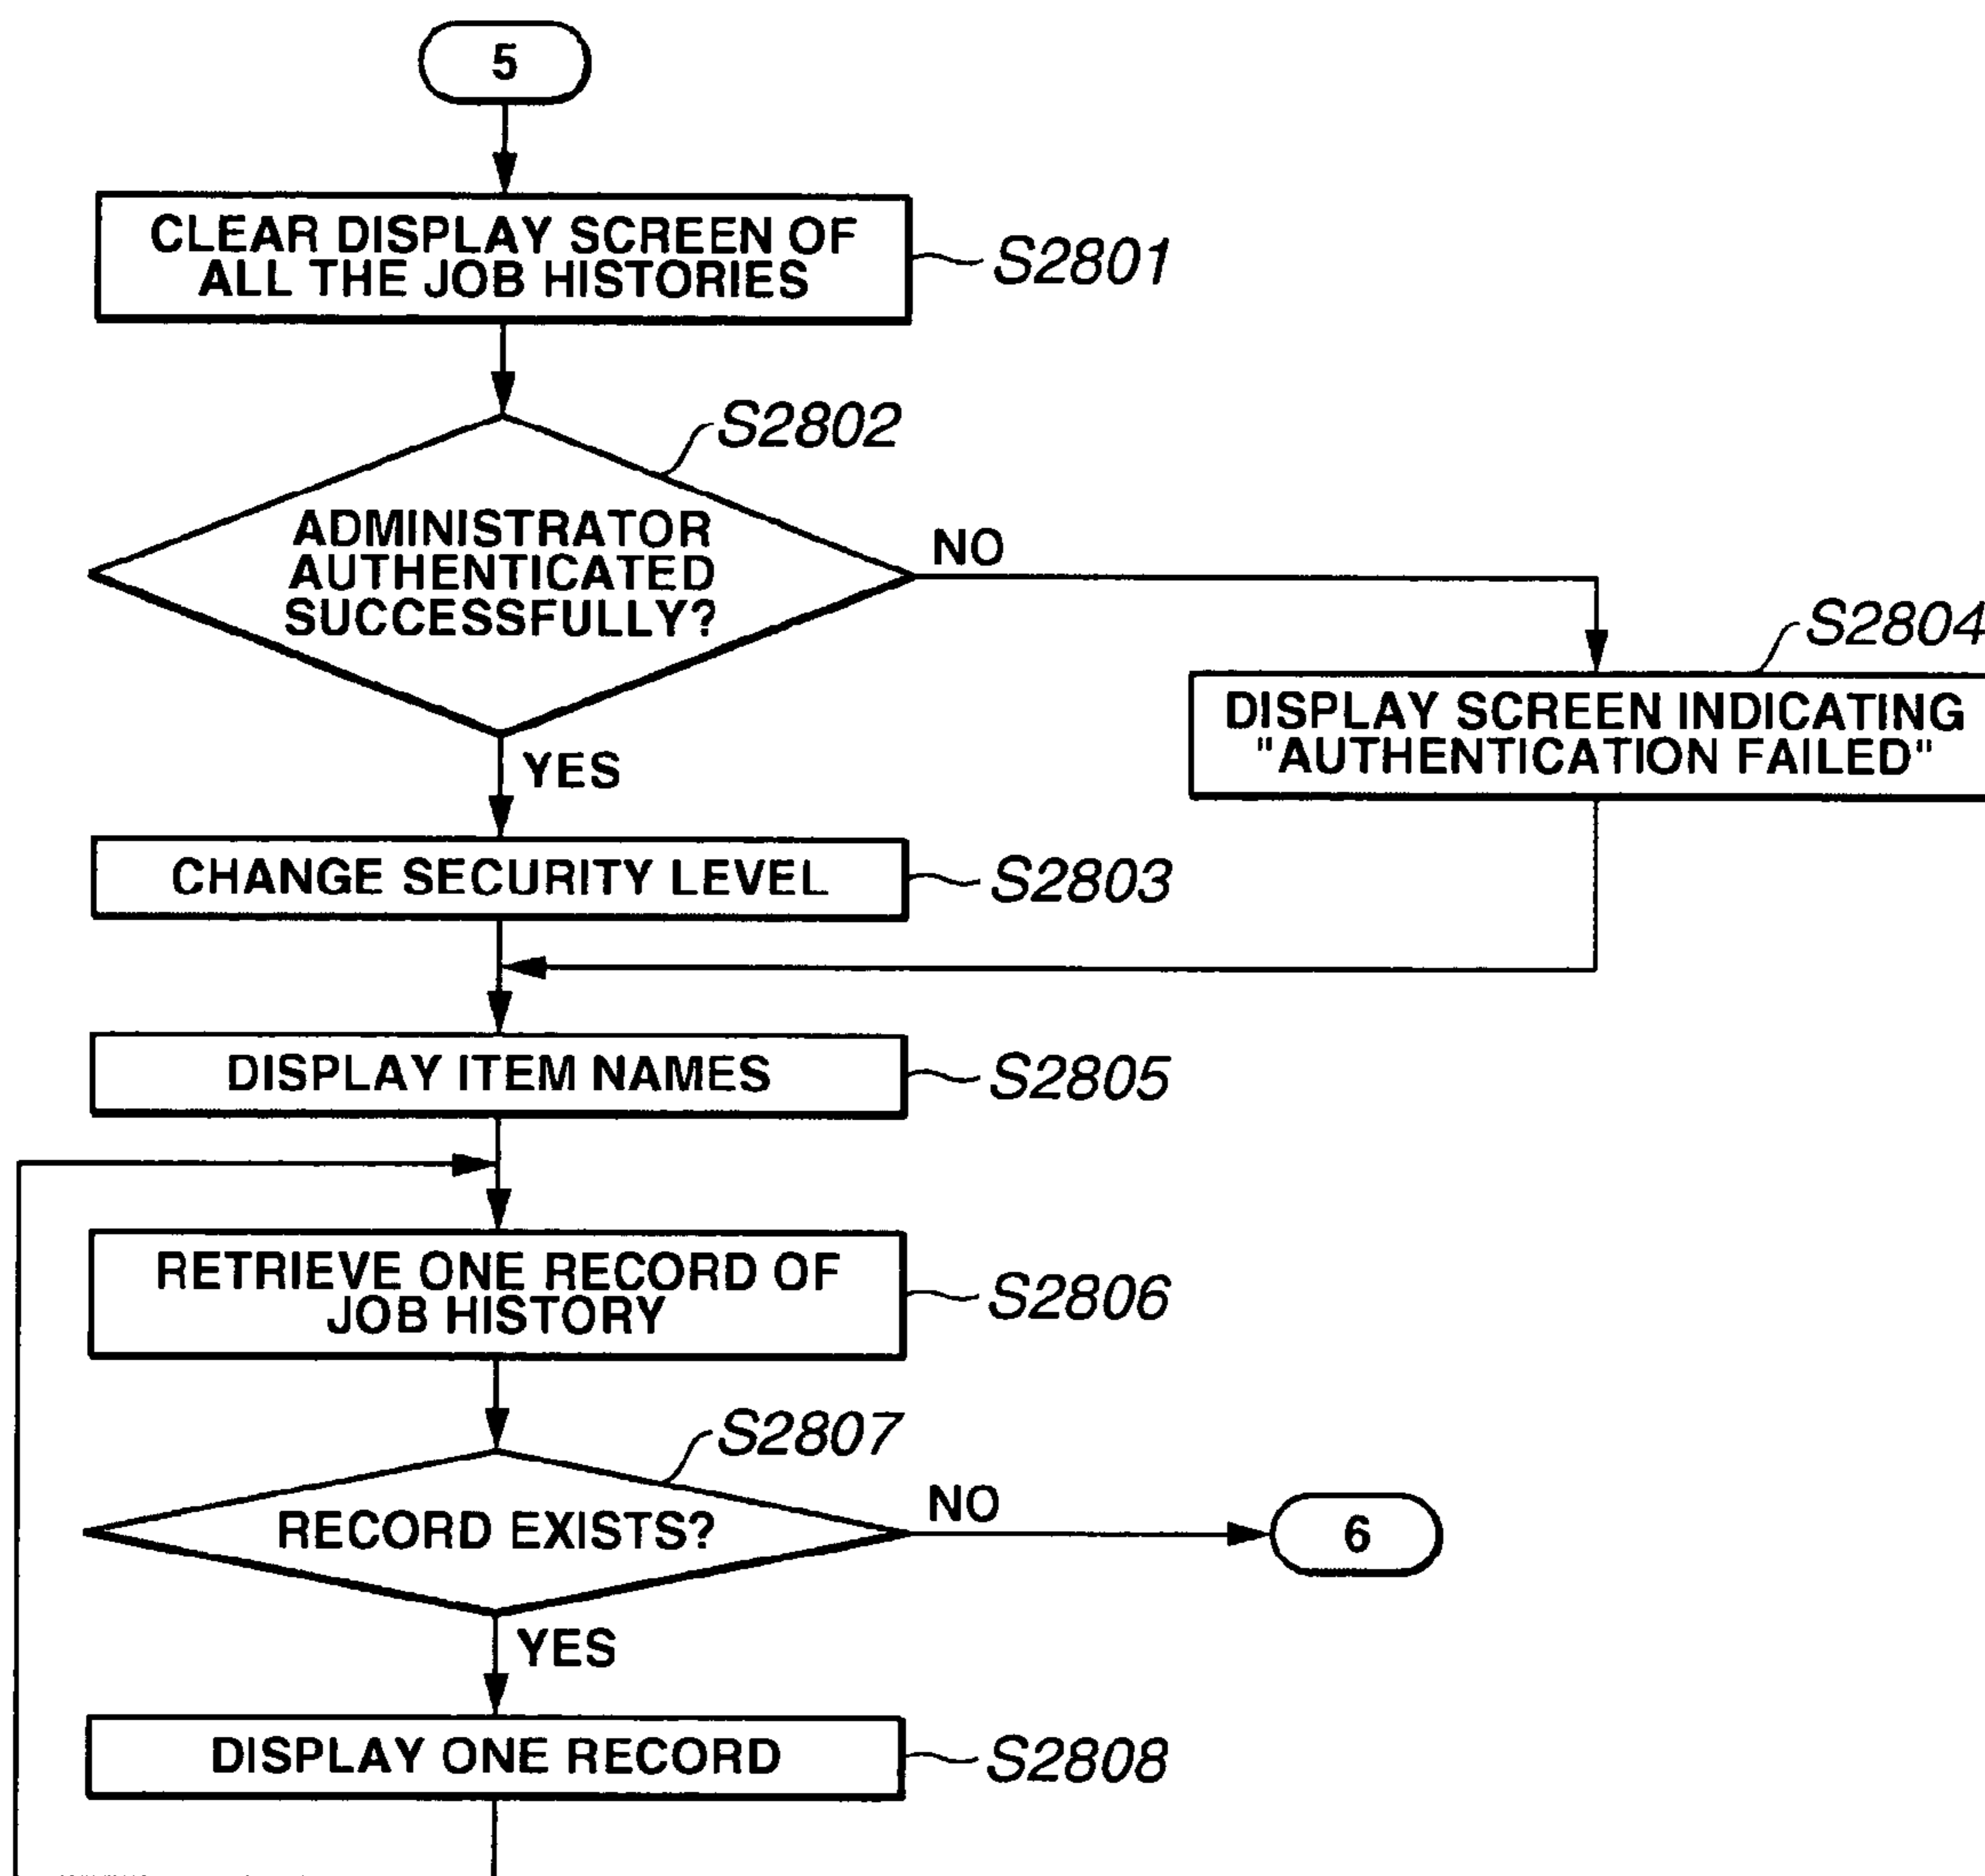 5
CLEAR DISPLAY SCREEN OF
ALL THE JOB HISTORIES
S2801
S2802
ADMINISTRATOR
AUTHENTICATED
SUCCESSFULLY?
NO
S2804
DISPLAY SCREEN INDICATING
"AUTHENTICATION FAILED"
YES
CHANGE SECURITY LEVEL
S2803
DISPLAY ITEM NAMES
S2805
RETRIEVE ONE RECORD OF
JOB HISTORY
S2806
S2807
RECORD EXISTS?
NO
6
YES
DISPLAY ONE RECORD
S2808